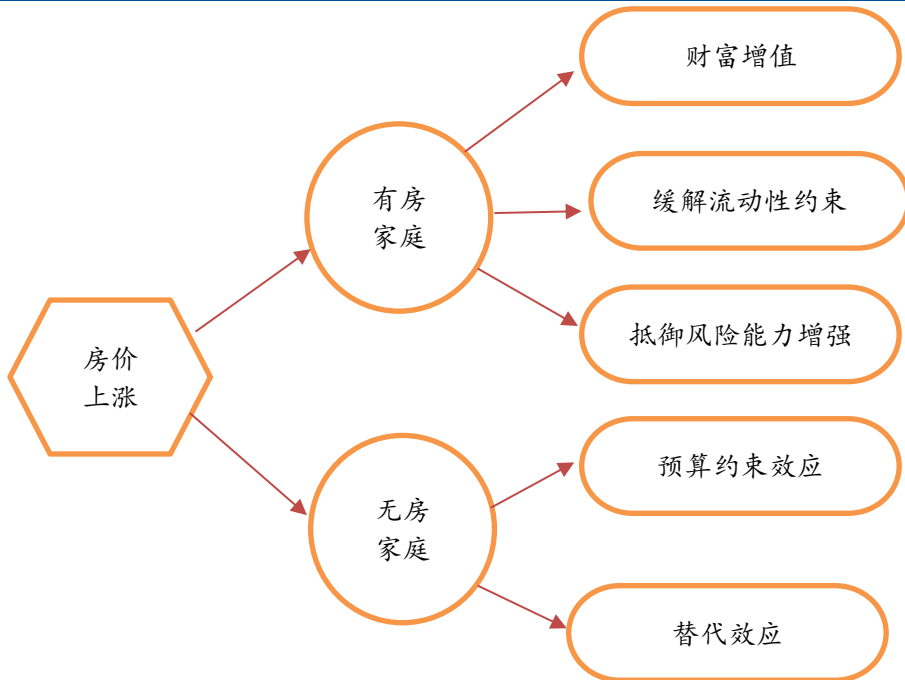 财富增值
有房
家庭
缓解流动性约束
抵御风险能力增强
房价
上涨
预算约束效应
无房
家庭
替代效应